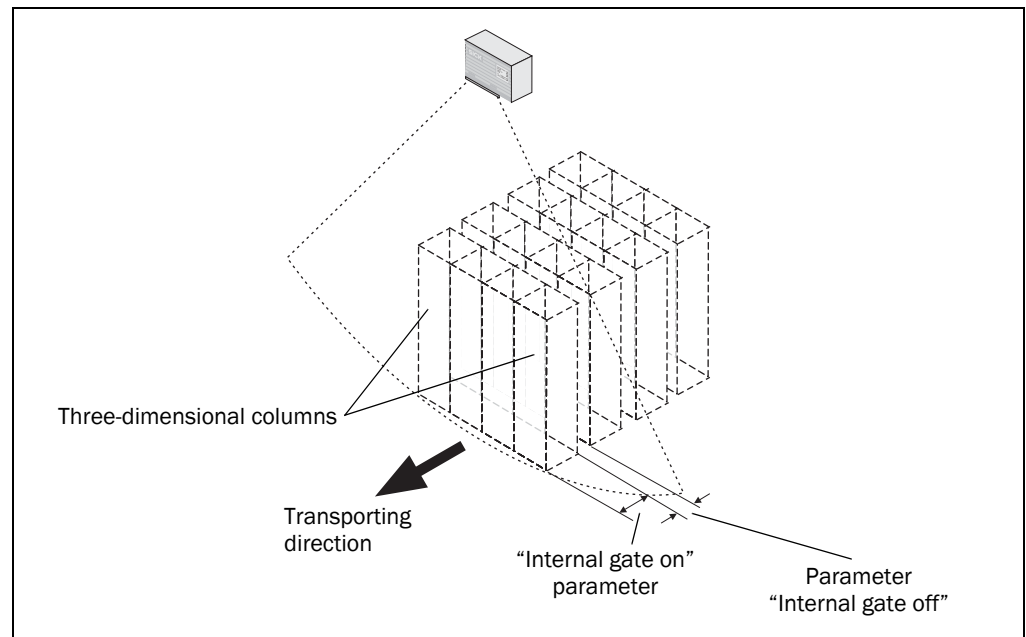 Three-dimensional columns
Transporting
direction
“Internal gate on”
parameter
Parameter
“Internal gate off”